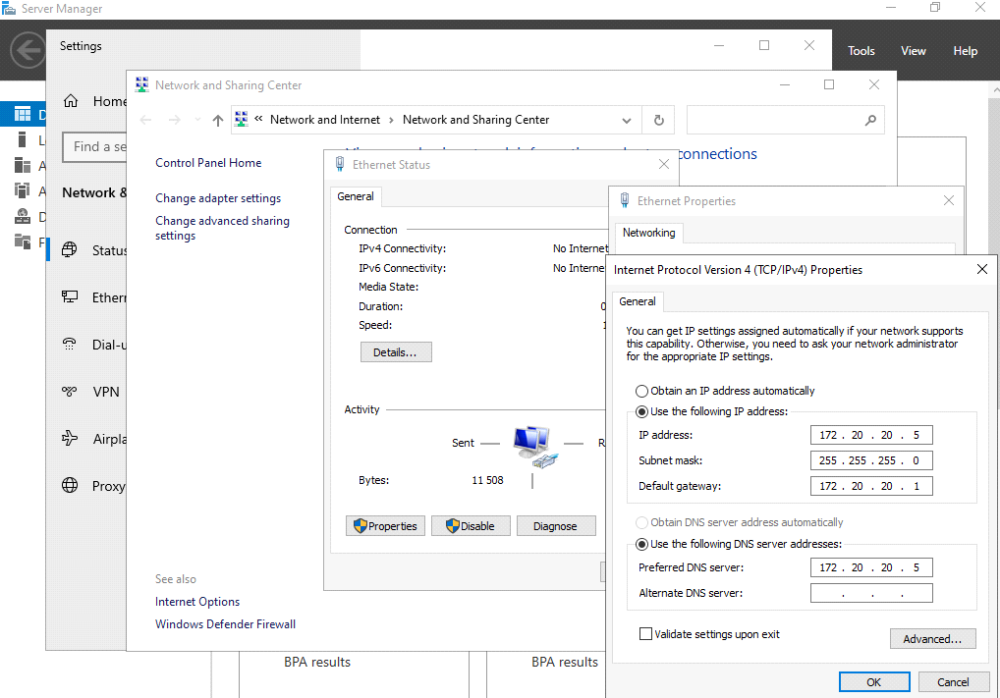 Server Manager
Tools View Help
Settings
Home
Find a se
Network &
Status
Ethern
Dial-u
VPN
Airpla
Proxy
Network and Sharing Center
« Network and Internet › Network and Sharing Center
connections
Control Panel Home
Change adapter settings
Change advanced sharing
settings
See also
Internet Options
Windows Defender Firewall
Ethernet Status
General
Connection
IPv4 Connectivity: No Internet
IPv6 Connectivity: No Interne
Media State:
Duration: 0
Speed: 1
Details...
Activity
Sent R
Bytes: 11 508
Properties Disable Diagnose
Ethernet Properties
Networking
Internet Protocol Version 4 (TCP/IPv4) Properties
General
You can get IP settings assigned automatically if your network supports
this capability. Otherwise, you need to ask your network administrator
for the appropriate IP settings.
Obtain an IP address automatically
Use the following IP address:
IP address: 172 . 20 . 20 . 5
Subnet mask: 255 . 255 . 255 . 0
Default gateway: 172 . 20 . 20 . 1
Obtain DNS server address automatically
Use the following DNS server addresses:
Preferred DNS server: 172 . 20 . 20 . 5
Alternate DNS server: . . .
Validate settings upon exit
Advanced...
OK Cancel
BPA results BPA results